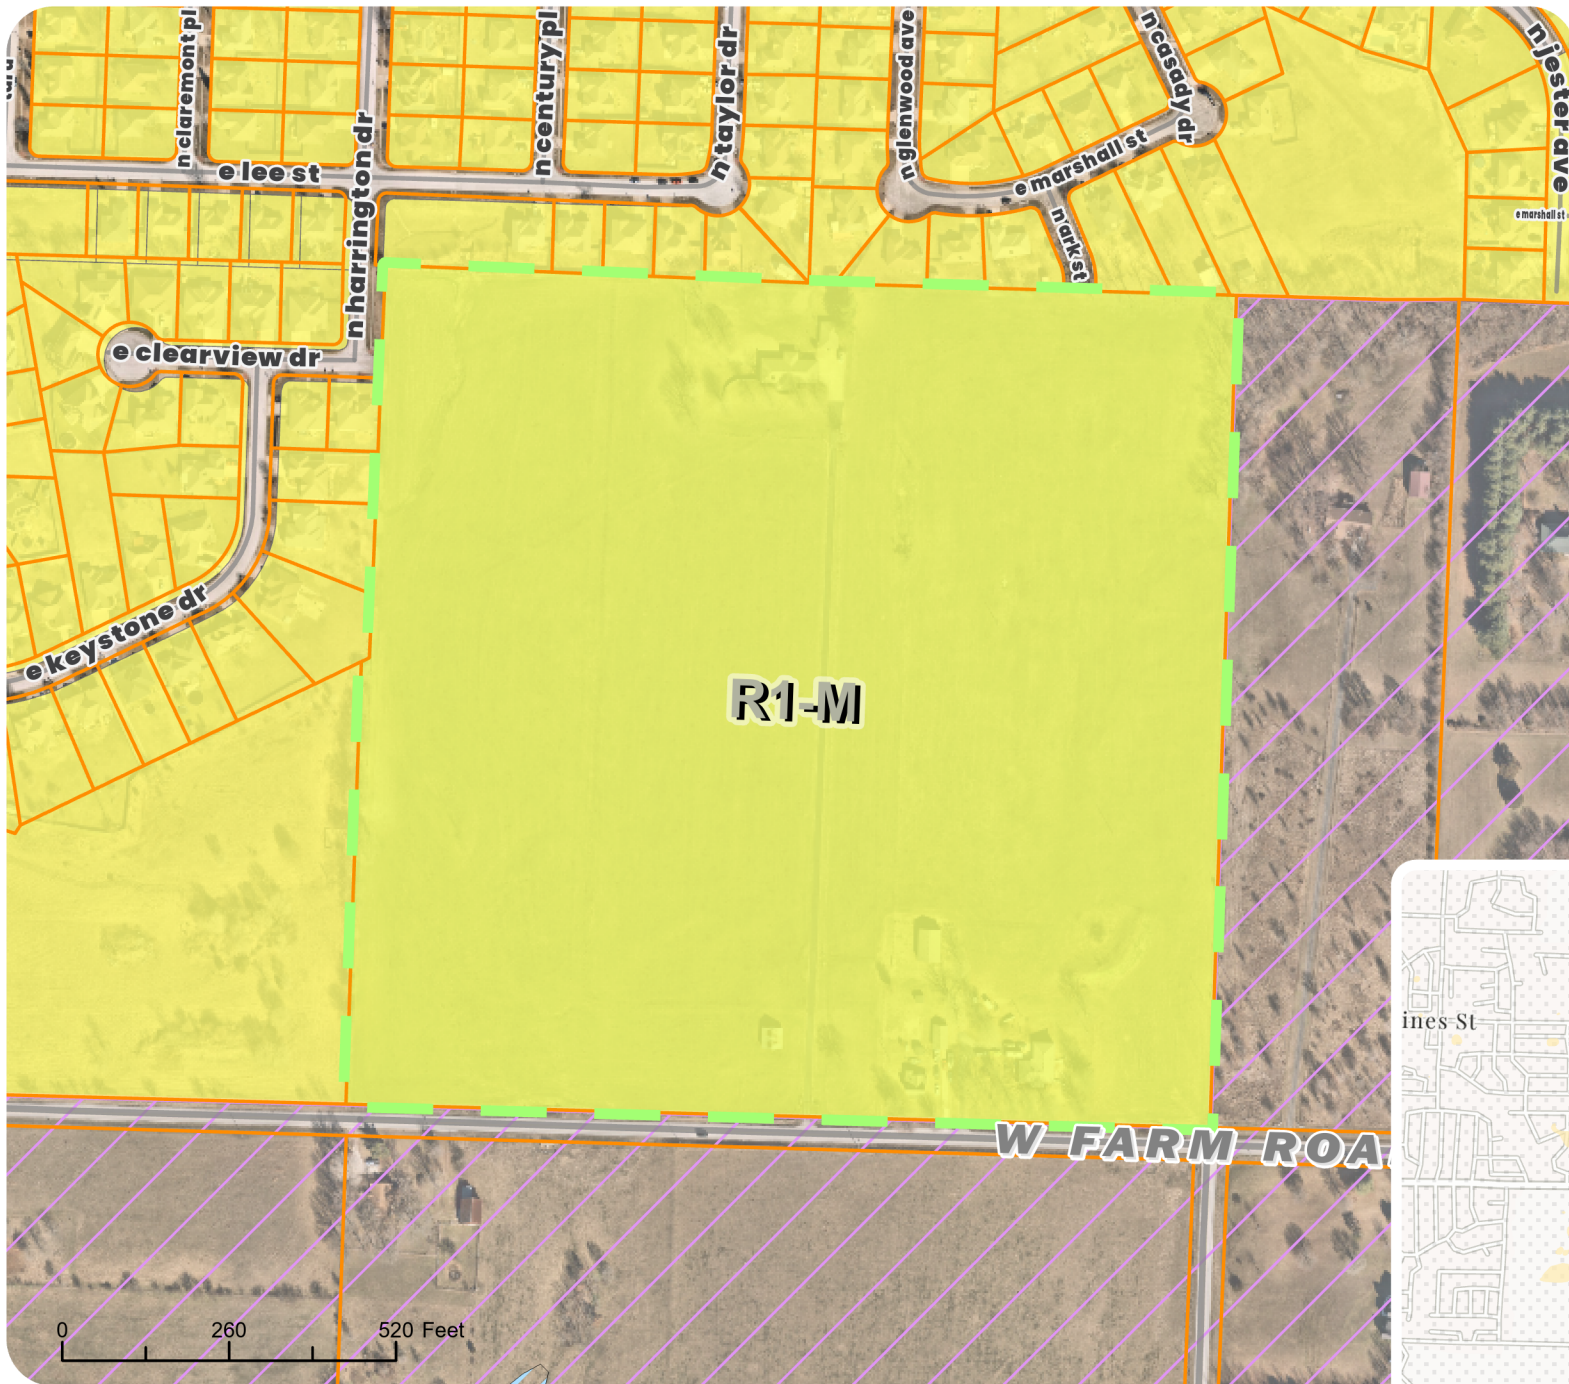 n claremont pl
n century pl
n taylor dr
n glenwood ave
n casady dr
n jester ave
e lee st
n harrington dr
e marshall st
n ark st
e marshall st
e clearview dr
e keystone dr
R1-M
ines St
W FARM ROA
0 260 520 Feet